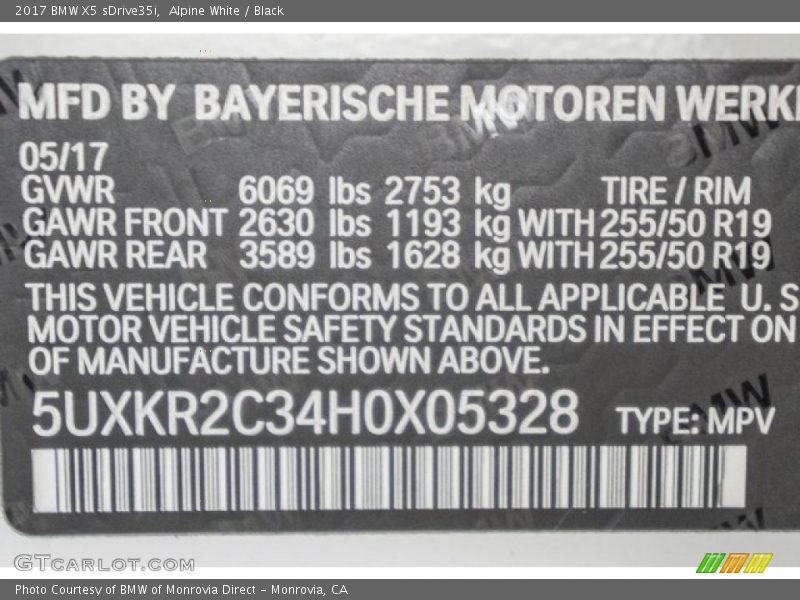 2017 BMW X5 sDrive35i,  Alpine White / Black
MFD BY BAYERISCHE MOTOREN WERKE
05/17
GVWR 6069 lbs 2753 kg TIRE / RIM
GAWR FRONT 2630 lbs 1193 kg WITH 255/50 R19
GAWR REAR 3589 lbs 1628 kg WITH 255/50 R19
THIS VEHICLE CONFORMS TO ALL APPLICABLE U. S
MOTOR VEHICLE SAFETY STANDARDS IN EFFECT ON
OF MANUFACTURE SHOWN ABOVE.
5UXKR2C34H0X05328 TYPE: MPV
GTCARLOT.COM
Photo Courtesy of BMW of Monrovia Direct - Monrovia, CA